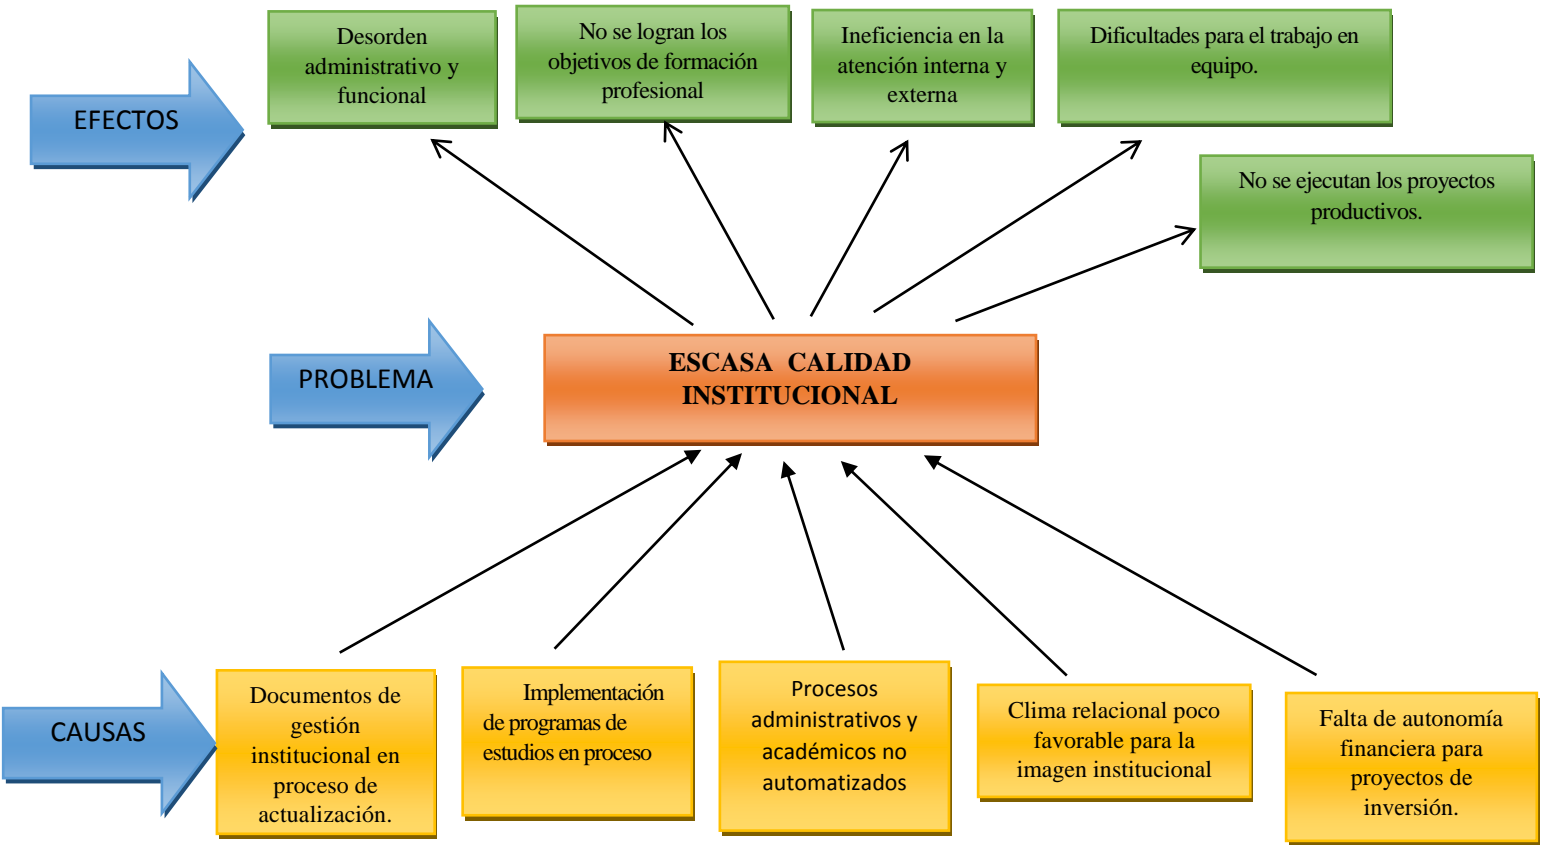 EFECTOS
Desorden
administrativo y
funcional
No se logran los
objetivos de formación
profesional
Ineficiencia en la
atención interna y
externa
Dificultades para el trabajo en
equipo.
No se ejecutan los proyectos
productivos.
PROBLEMA
ESCASA CALIDAD
INSTITUCIONAL
CAUSAS
Documentos de
gestión
institucional en
proceso de
actualización.
Implementación
de programas de
estudios en proceso
Procesos
administrativos y
académicos no
automatizados
Clima relacional poco
favorable para la
imagen institucional
Falta de autonomía
financiera para
proyectos de
inversión.